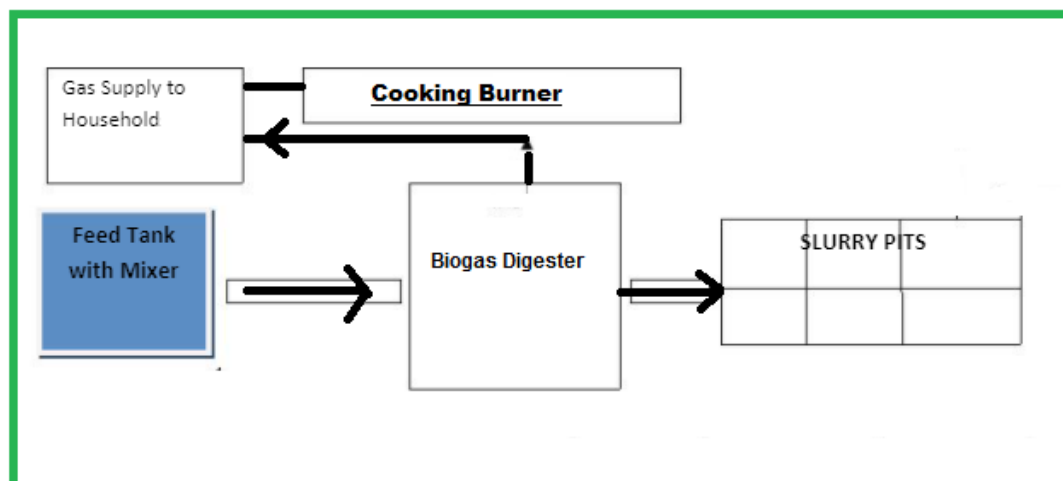 Gas Supply to
Household
Cooking Burner
Feed Tank
with Mixer
Biogas Digester
SLURRY PITS